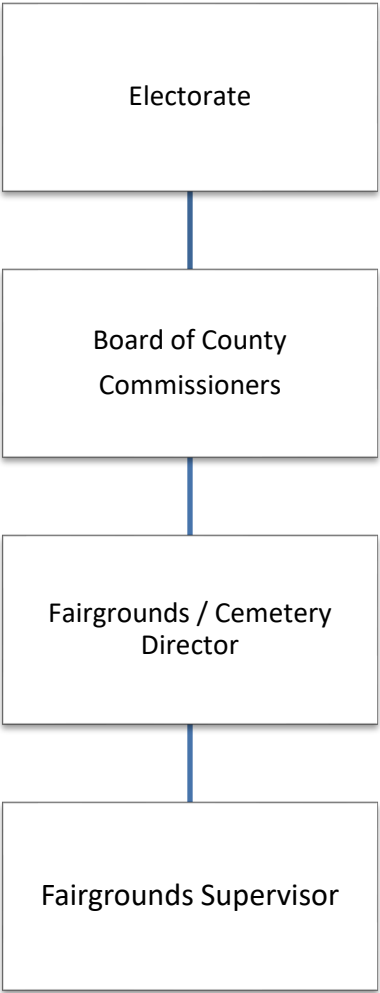 Electorate
Board of County
Commissioners
Fairgrounds / Cemetery
Director
Fairgrounds Supervisor